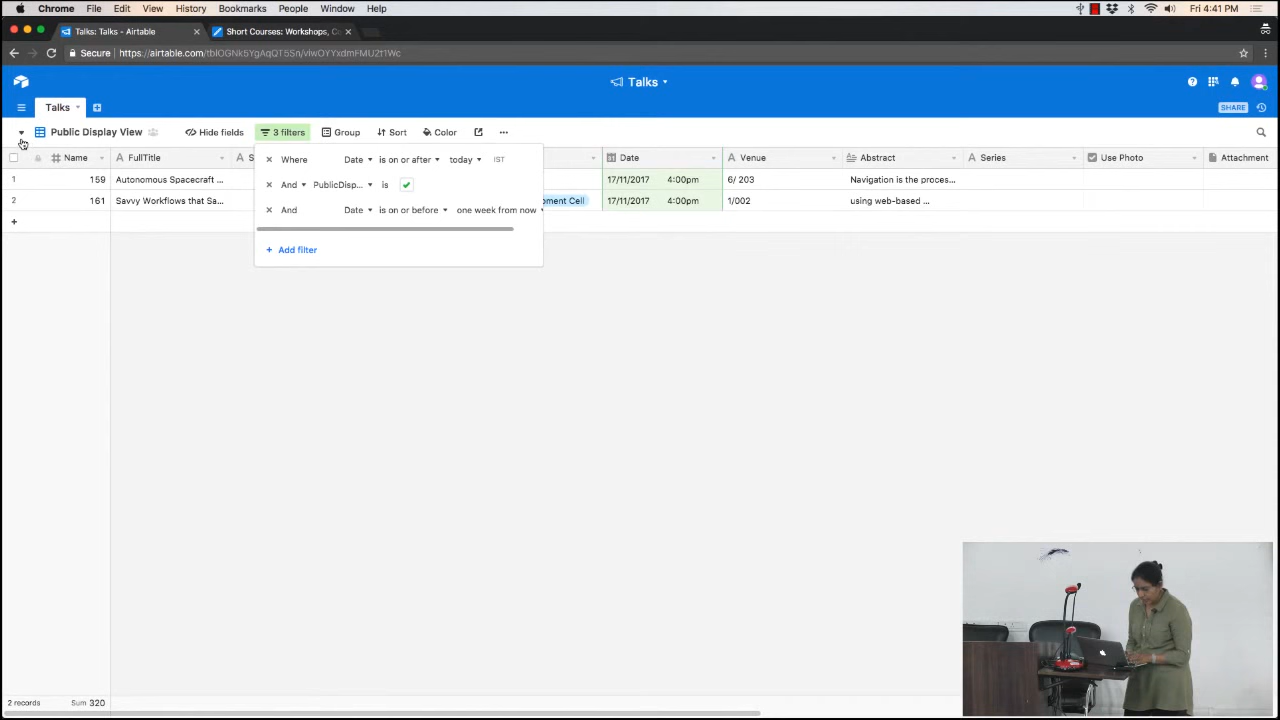 Chrome File Edit View History Bookmarks People Window Help Fri 4:41 PM
Talks: Talks - Airtable Short Courses: Workshops, C
Secure https://airtable.com/tblOGNk5YgAqQT5Sn/viwOYYxdmFMU2t1Wc
Talks
Talks SHARE
Public Display View Hide fields 3 filters Group Sort Color
Name FullTitle S Date Venue Abstract Series Use Photo Attachment
Where Date is on or after today IST
1 159 Autonomous Spacecraft ... 17/11/2017 4:00pm 6/ 203 Navigation is the proces...
And PublicDisp... is
2 161 Savvy Workflows that Sa... oment Cell 17/11/2017 4:00pm 1/002 using web-based ...
And Date is on or before one week from now
+ Add filter
2 records Sum 320